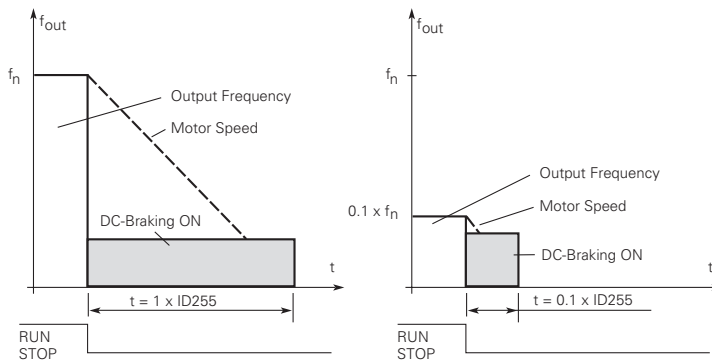 fout
fn
Output Frequency
Motor Speed
DC-Braking ON
t
t = 1 x ID255
RUN
STOP
fout
fn
Output Frequency
0.1 x fn
Motor Speed
DC-Braking ON
t
t = 0.1 x ID255
RUN
STOP